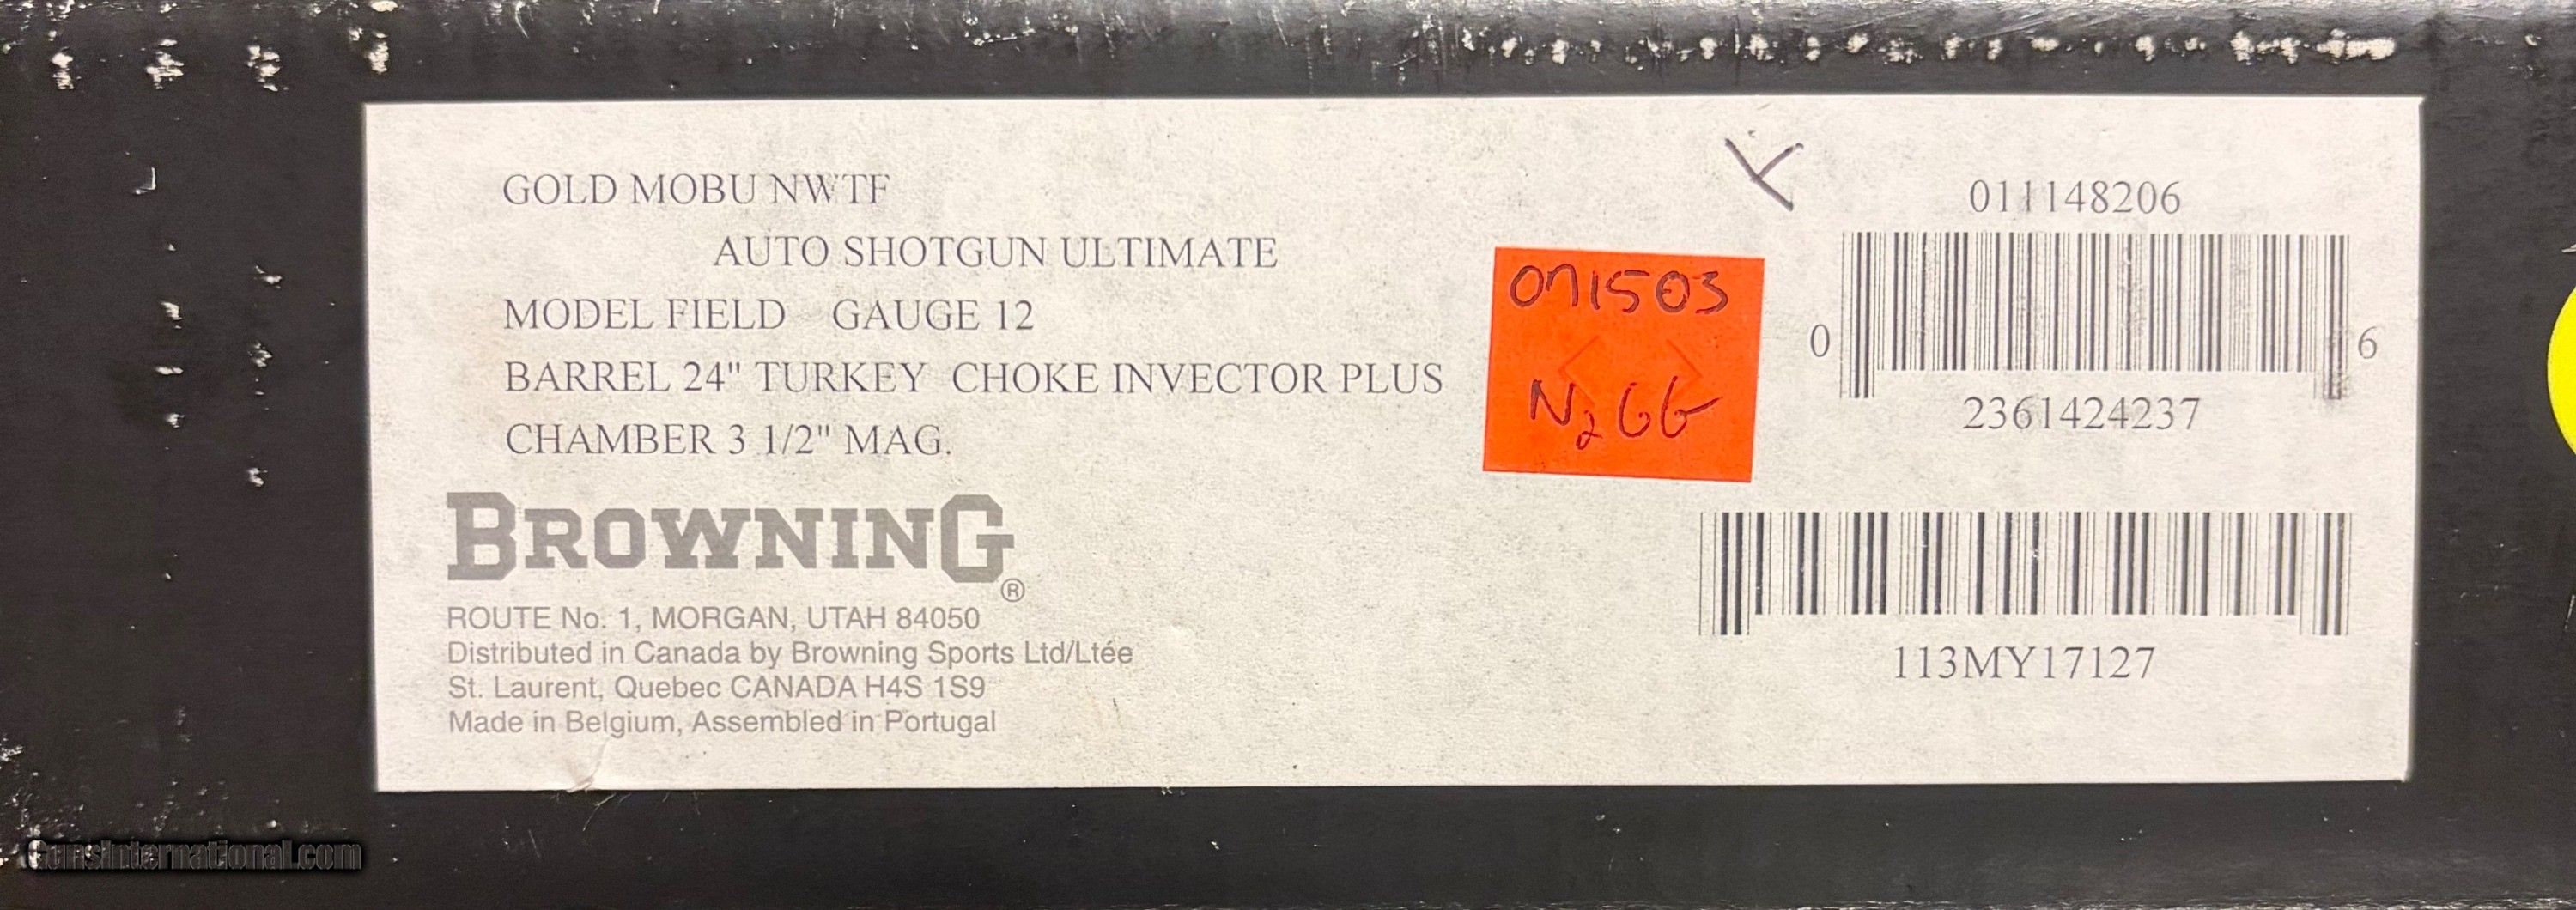 GOLD MOBU NWTF
AUTO SHOTGUN ULTIMATE
MODEL FIELD GAUGE 12
BARREL 24" TURKEY CHOKE INVECTOR PLUS
CHAMBER 3 1/2" MAG.
BROWNING®
ROUTE No. 1, MORGAN, UTAH 84050
Distributed in Canada by Browning Sports Ltd/Ltée
St. Laurent, Quebec CANADA H4S 1S9
Made in Belgium, Assembled in Portugal
071503
011148206
0 6
2361424237
113MY17127
GunsInternational.com